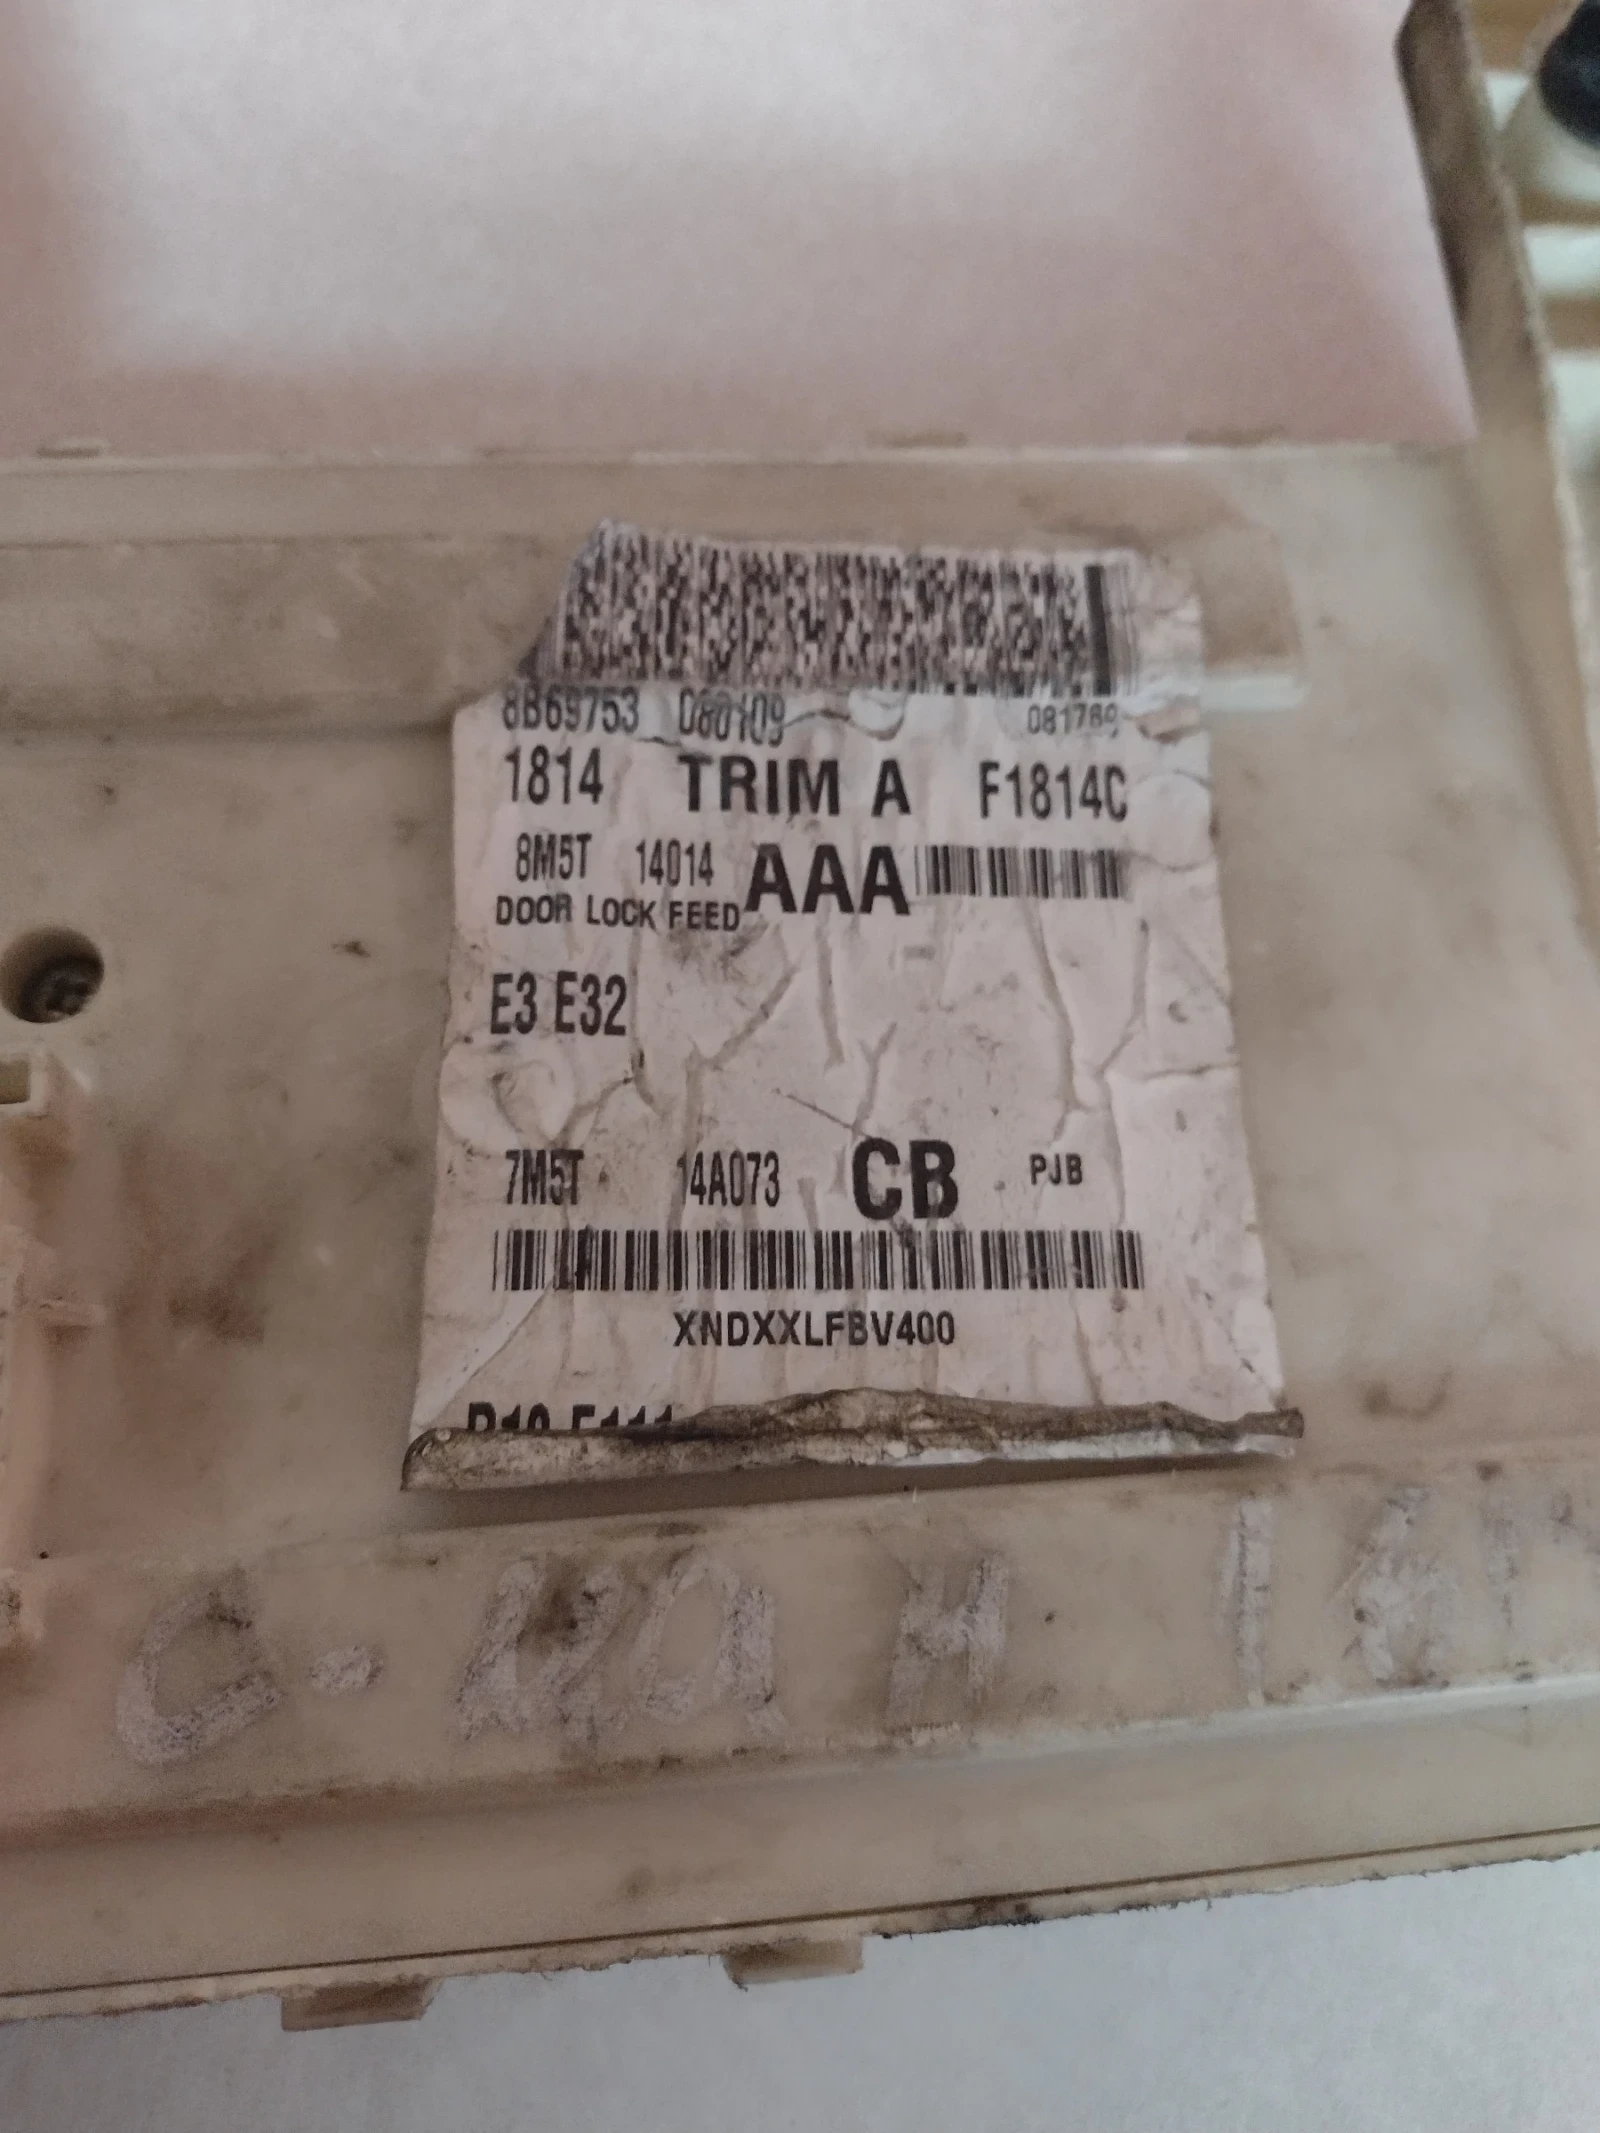 8B69753 080109 081769
1814 TRIM A F1814C
8M5T 14014 AAA
DOOR LOCK FEED
E3 E32
7M5T 14A073 CB PJB
XNDXXLFBV400